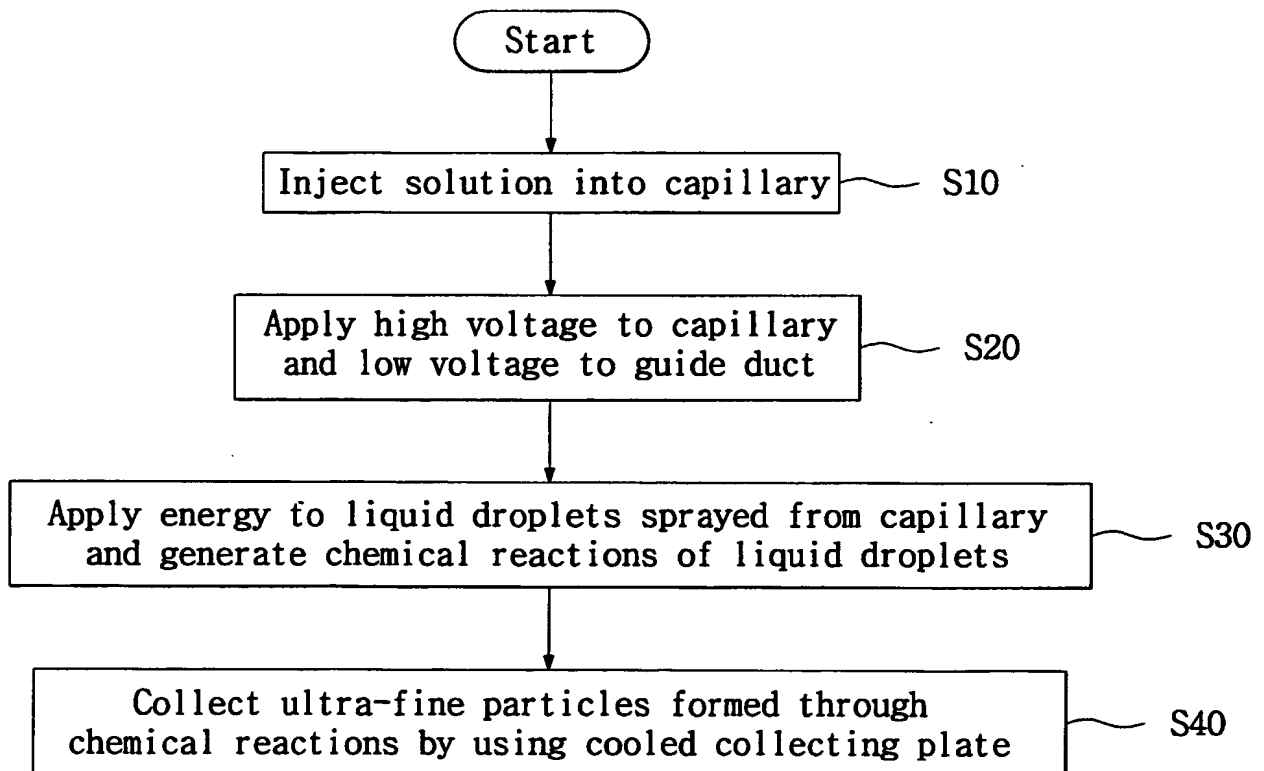 Start
Inject solution into capillary
S10
Apply high voltage to capillary
and low voltage to guide duct
S20
Apply energy to liquid droplets sprayed from capillary
and generate chemical reactions of liquid droplets
S30
Collect ultra-fine particles formed through
chemical reactions by using cooled collecting plate
S40